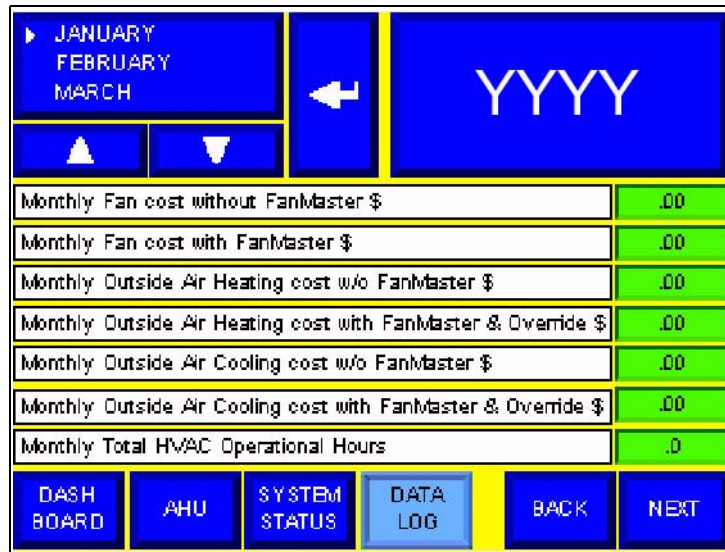 JANUARY
FEBRUARY
MARCH
YYYY
Monthly Fan cost without FanMaster $
.00
Monthly Fan cost with FanMaster $
.00
Monthly Outside Air Heating cost w/o FanMaster $
.00
Monthly Outside Air Heating cost with FanMaster & Override $
.00
Monthly Outside Air Cooling cost w/o FanMaster $
.00
Monthly Outside Air Cooling cost with FanMaster & Override $
.00
Monthly Total HVAC Operational Hours
.0
DASH
BOARD
AHU
SYSTEM
STATUS
DATA
LOG
BACK
NEXT